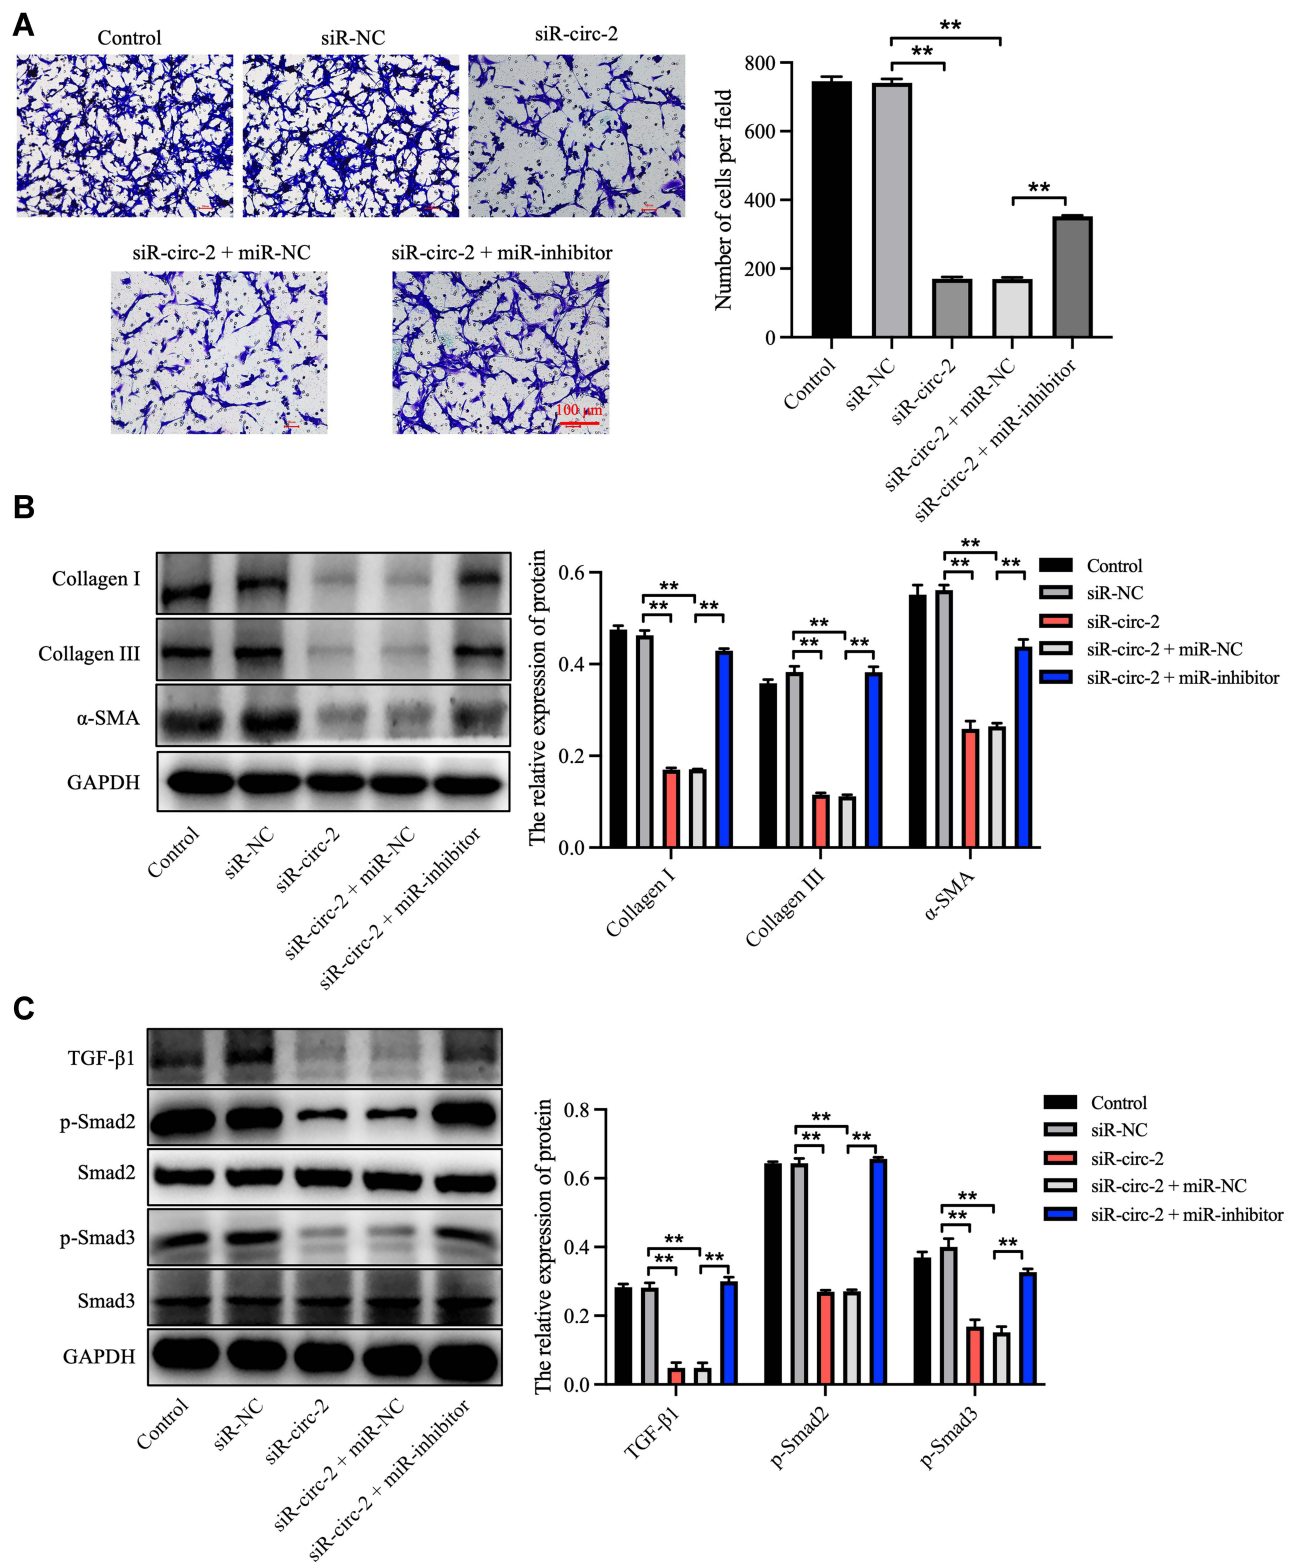 A
Control
siR-NC
siR-circ-2
siR-circ-2 + miR-NC
siR-circ-2 + miR-inhibitor
100 μm
**
**
**
Number of cells per field
800
600
400
200
0
Control
siR-NC
siR-circ-2
siR-circ-2 + miR-NC
siR-circ-2 + miR-inhibitor
B
Collagen I
Collagen III
α-SMA
GAPDH
Control
siR-NC
siR-circ-2
siR-circ-2 + miR-NC
siR-circ-2 + miR-inhibitor
The relative expression of protein
0.6
0.4
0.2
0.0
**
**
**
**
**
**
**
**
**
Collagen I
Collagen III
α-SMA
Control
siR-NC
siR-circ-2
siR-circ-2 + miR-NC
siR-circ-2 + miR-inhibitor
C
TGF-β1
p-Smad2
Smad2
p-Smad3
Smad3
GAPDH
Control
siR-NC
siR-circ-2
siR-circ-2 + miR-NC
siR-circ-2 + miR-inhibitor
The relative expression of protein
0.8
0.6
0.4
0.2
0.0
**
**
**
**
**
**
**
**
**
TGF-β1
p-Smad2
p-Smad3
Control
siR-NC
siR-circ-2
siR-circ-2 + miR-NC
siR-circ-2 + miR-inhibitor